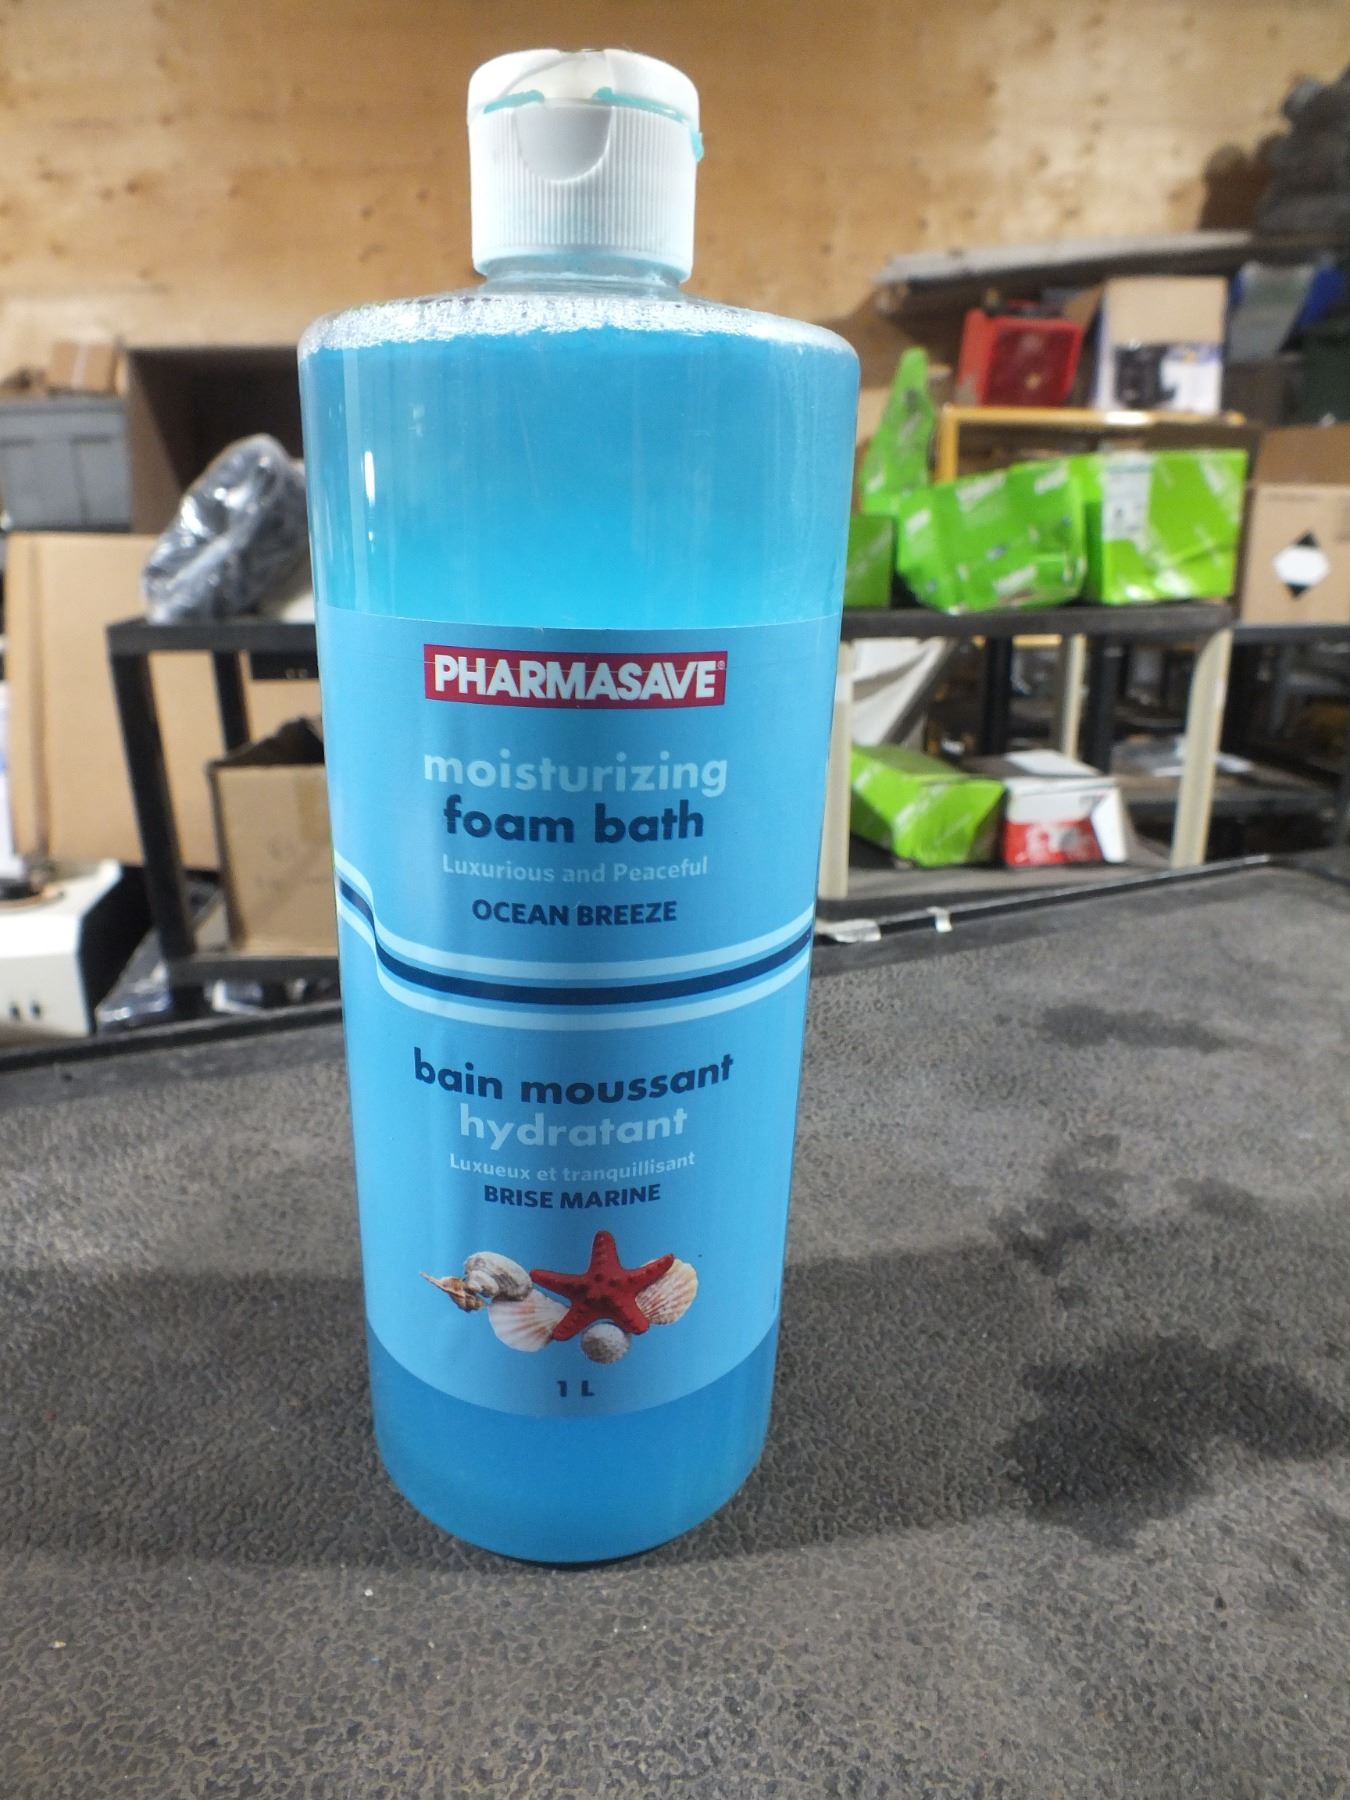 PHARMASAVE®
moisturizing
foam bath
Luxurious and Peaceful
OCEAN BREEZE
bain moussant
hydratant
Luxueux et tranquillisant
BRISE MARINE
1 L